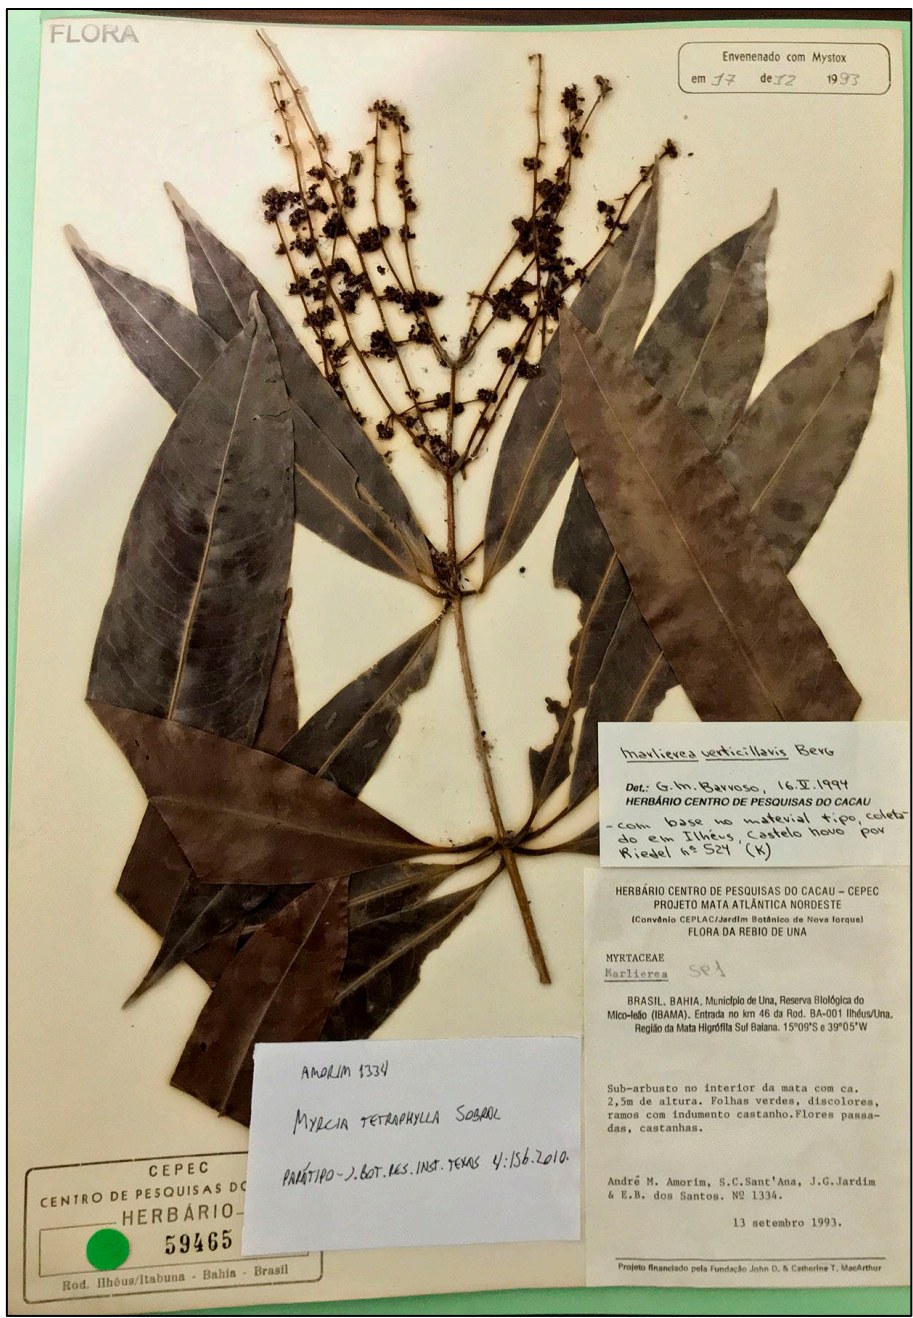 FLORA
Envenenado com Mystox
em 17 de 12 1993
Marlierea verticillaris Berg
Det.: G.M. Barroso, 16.V.1994
HERBÁRIO CENTRO DE PESQUISAS DO CACAU
- com base no material tipo, coleta-
do em Ilhéus, Castelo novo por
Riedel nº 524 (K)
HERBÁRIO CENTRO DE PESQUISAS DO CACAU – CEPEC
PROJETO MATA ATLÂNTICA NORDESTE
(Convênio CEPLAC/Jardim Botânico de Nova Iorque)
FLORA DA REBIO DE UNA
MYRTACEAE
Marlierea sp1
BRASIL. BAHIA. Município de Una, Reserva Biológica do
Mico-leão (IBAMA). Entrada no km 46 da Rod. BA-001 Ilhéus/Una.
Região da Mata Higrófila Sul Baiana. 15º09'S e 39º05'W
Sub-arbusto no interior da mata com ca.
2,5m de altura. Folhas verdes, discolores,
ramos com indumento castanho.Flores passa-
das, castanhas.
André M. Amorim, S.C.Sant'Ana, J.G.Jardim
& E.B. dos Santos. Nº 1334.
13 setembro 1993.
Projeto financiado pela Fundação John D. & Catherine T. MacArthur
AMORIM 1334
MYRCIA TETRAPHYLLA SOBRAL
PARÁTIPO - J. BOT. RES. INST. TEXAS 4:156.2010.
CEPEC
CENTRO DE PESQUISAS DO
HERBÁRIO-
59465
Rod. Ilhéus/Itabuna - Bahia - Brasil